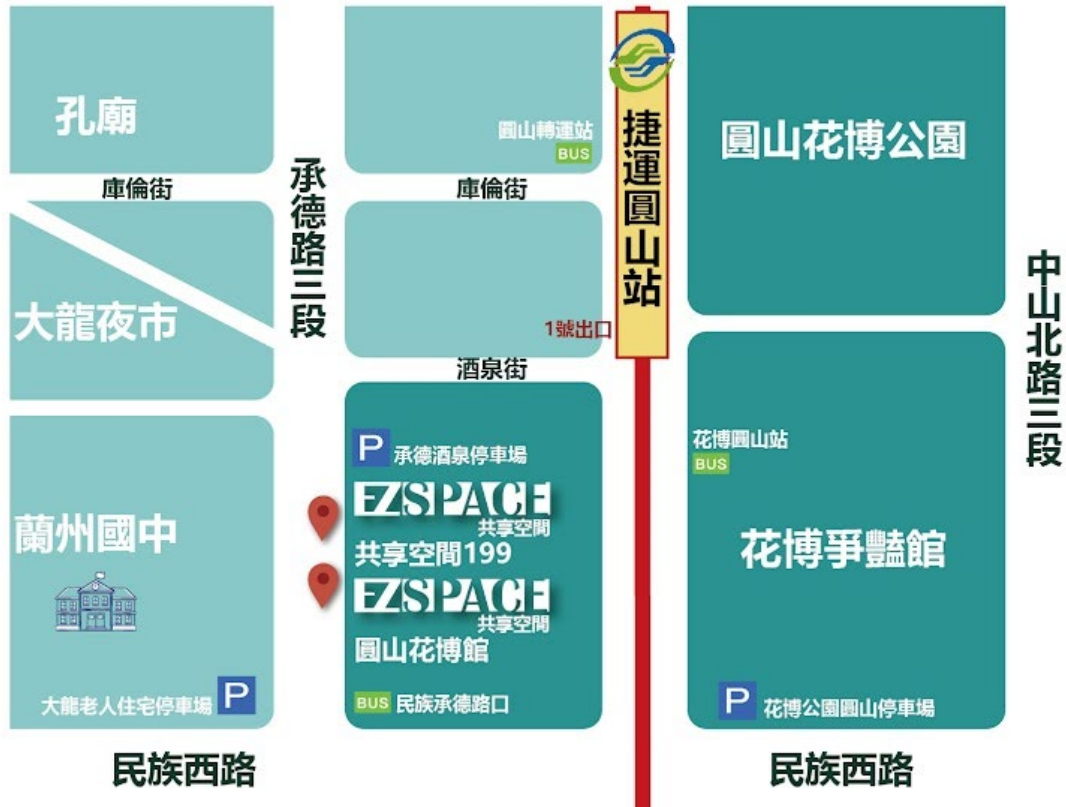 孔廟
圓山轉運站
BUS
捷運圓山站
圓山花博公園
庫倫街
庫倫街
承德路三段
大龍夜市
1號出口
酒泉街
中山北路三段
P 承德酒泉停車場
EZSPACE
共享空間
共享空間199
EZSPACE
共享空間
圓山花博館
BUS 民族承德路口
花博圓山站
BUS
花博爭豔館
P 花博公園圓山停車場
蘭州國中
大龍老人住宅停車場 P
民族西路
民族西路